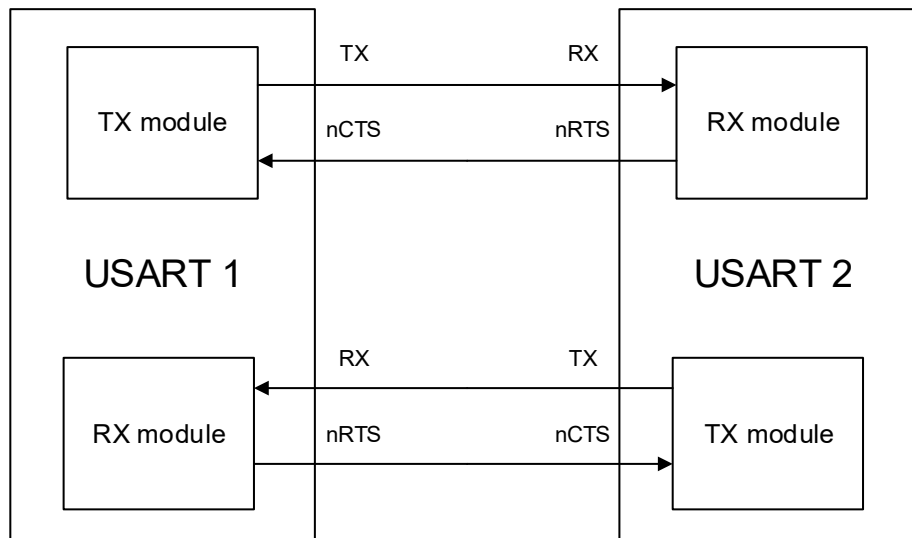 TX RX
TX module
nCTS nRTS
RX module
USART 1 USART 2
RX TX
RX module
nRTS nCTS
TX module